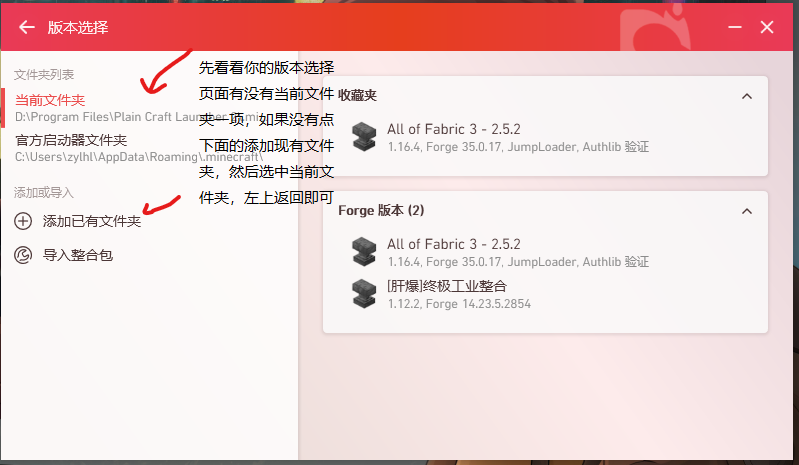 版本选择
文件夹列表
当前文件夹
D:\Program Files\Plain Craft Launcher
官方启动器文件夹
C:\Users\zylhl\AppData\Roaming\.minecraft\
添加或导入
添加已有文件夹
导入整合包
先看看你的版本选择
页面有没有当前文件
夹一项，如果没有点
下面的添加现有文件
夹，然后选中当前文
件夹，左上返回即可
收藏夹
All of Fabric 3 - 2.5.2
1.16.4, Forge 35.0.17, JumpLoader, Authlib 验证
Forge 版本 (2)
All of Fabric 3 - 2.5.2
1.16.4, Forge 35.0.17, JumpLoader, Authlib 验证
[肝爆]终极工业整合
1.12.2, Forge 14.23.5.2854